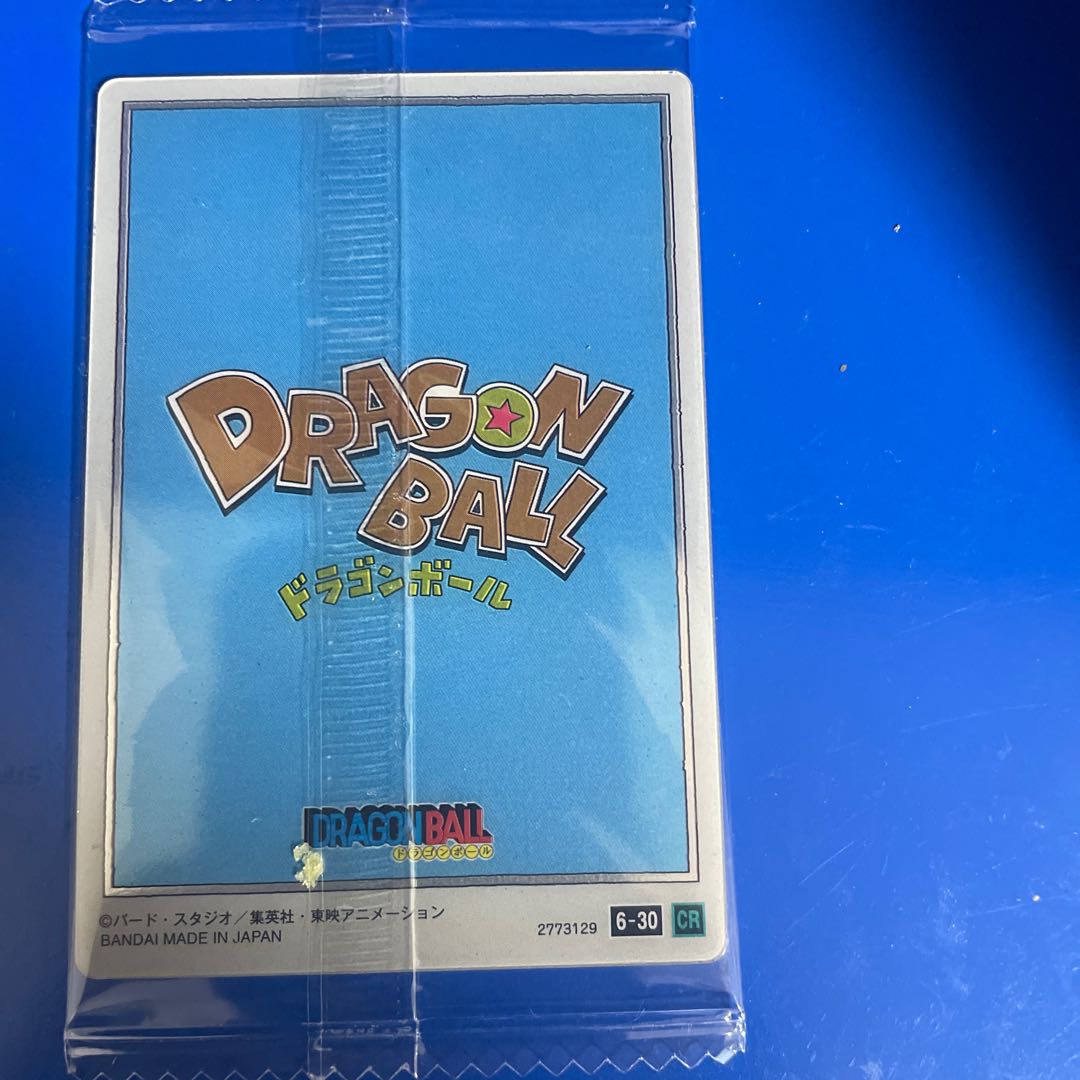 DRAGON
BALL
ドラゴンボール
DRAGON BALL
ドラゴンボール
©バード・スタジオ／集英社・東映アニメーション
BANDAI MADE IN JAPAN
2773129 6-30 CR